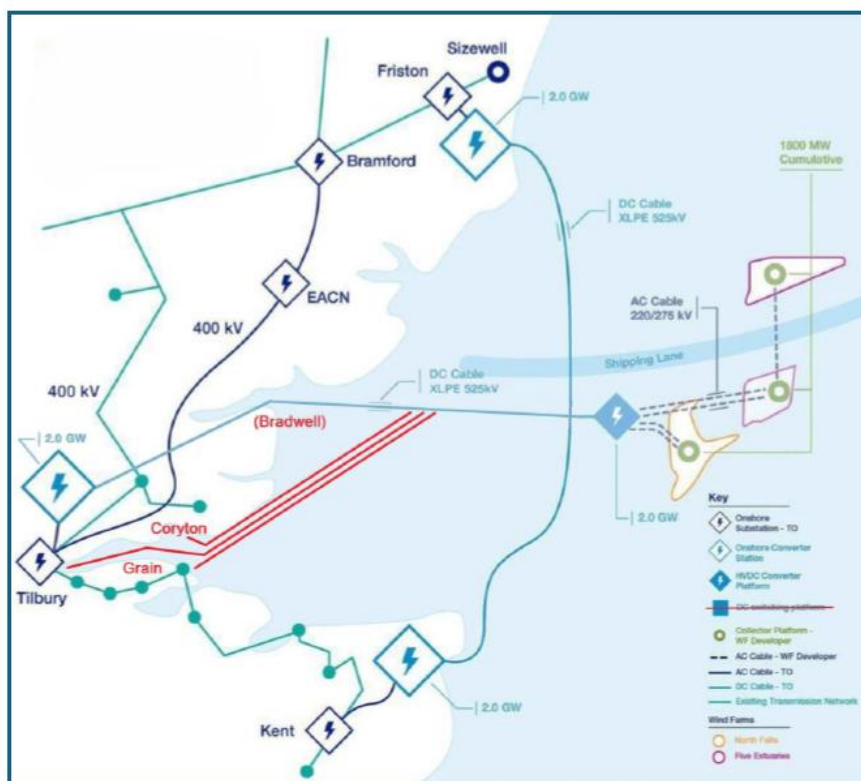 Sizewell
Friston
2.0 GW
Bramford
1800 MW
Cumulative
DC Cable
XLPE 525kV
EACN
AC Cable
220/275 kV
400 kV
Shipping Lane
DC Cable
XLPE 525kV
400 kV
(Bradwell)
2.0 GW
Coryton
Grain
Tilbury
2.0 GW
Kent
2.0 GW
Key
Onshore
Substation - TO
Onshore Converter
Station
HVDC Converter
Platform
DC switching platform
Collector Platform -
WF Developer
AC Cable - WF Developer
AC Cable - TO
DC Cable - TO
Existing Transmission Network
Wind Farms
North Falls
Five Estuaries